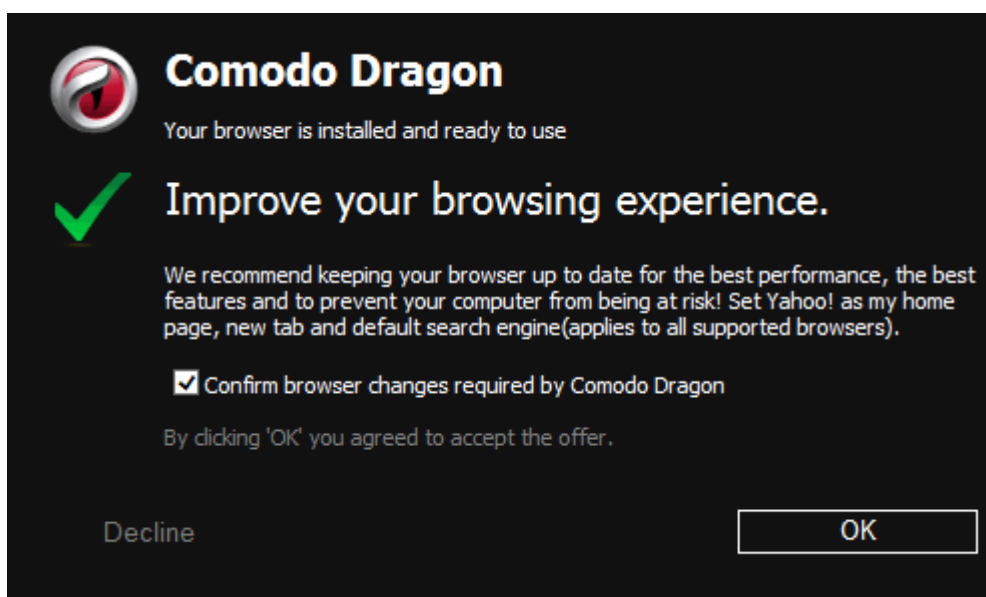 Comodo Dragon
Your browser is installed and ready to use
Improve your browsing experience.
We recommend keeping your browser up to date for the best performance, the best
features and to prevent your computer from being at risk! Set Yahoo! as my home
page, new tab and default search engine(applies to all supported browsers).
Confirm browser changes required by Comodo Dragon
By clicking 'OK' you agreed to accept the offer.
Decline
OK